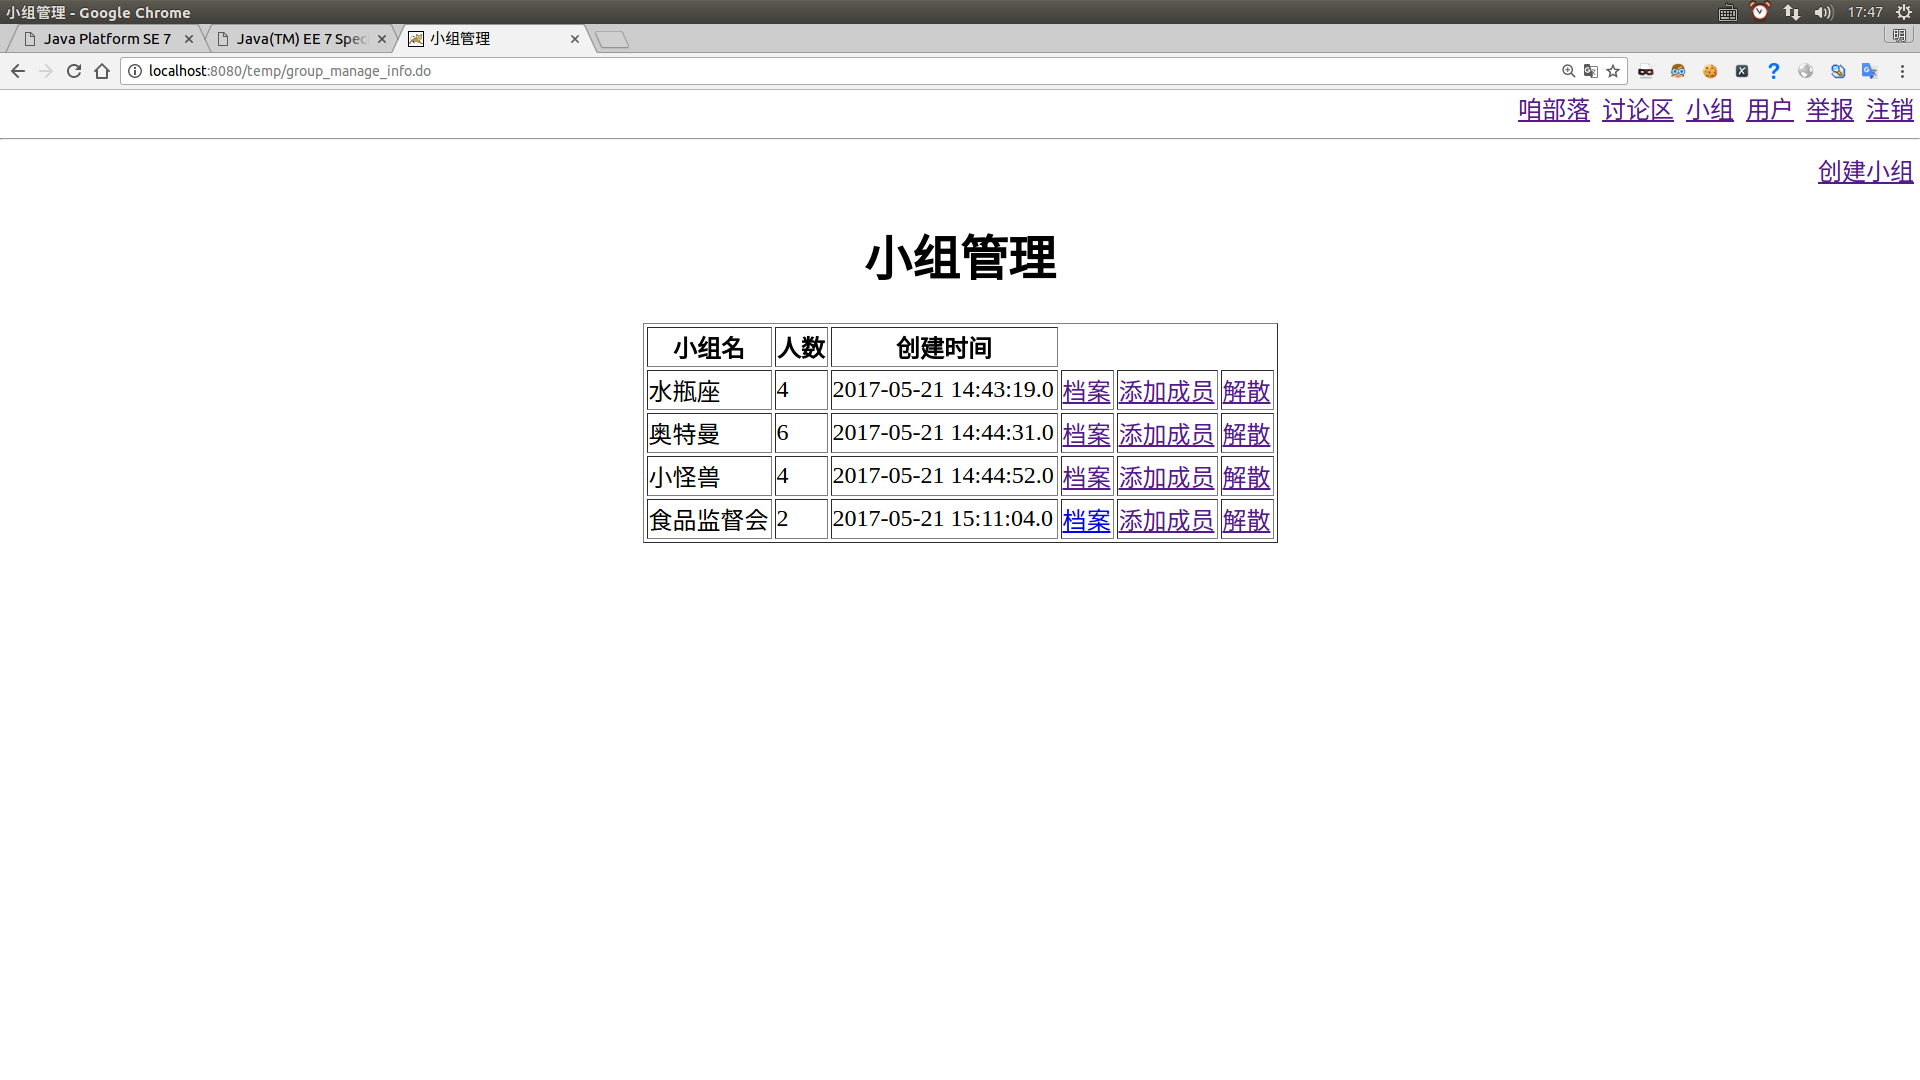 小组管理 - Google Chrome 17:47
Java Platform SE 7 Java(TM) EE 7 Spec 小组管理
localhost:8080/temp/group_manage_info.do
咱部落 讨论区 小组 用户 举报 注销
创建小组
小组管理
小组名 人数 创建时间
水瓶座 4 2017-05-21 14:43:19.0 档案 添加成员 解散
奥特曼 6 2017-05-21 14:44:31.0 档案 添加成员 解散
小怪兽 4 2017-05-21 14:44:52.0 档案 添加成员 解散
食品监督会 2 2017-05-21 15:11:04.0 档案 添加成员 解散